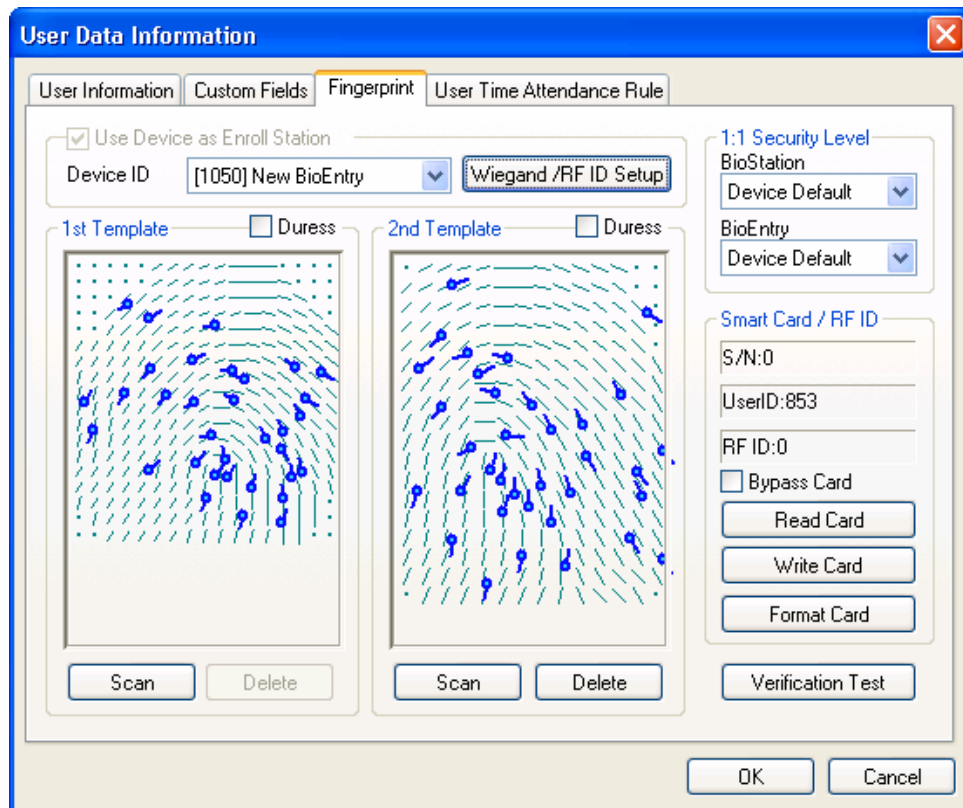 User Data Information
User Information
Custom Fields
Fingerprint
User Time Attendance Rule
Use Device as Enroll Station
Device ID
[1050] New BioEntry
Wiegand /RF ID Setup
1st Template
Duress
Scan
Delete
2nd Template
Duress
Scan
Delete
1:1 Security Level
BioStation
Device Default
BioEntry
Device Default
Smart Card / RF ID
S/N:0
UserID:853
RF ID:0
Bypass Card
Read Card
Write Card
Format Card
Verification Test
OK
Cancel